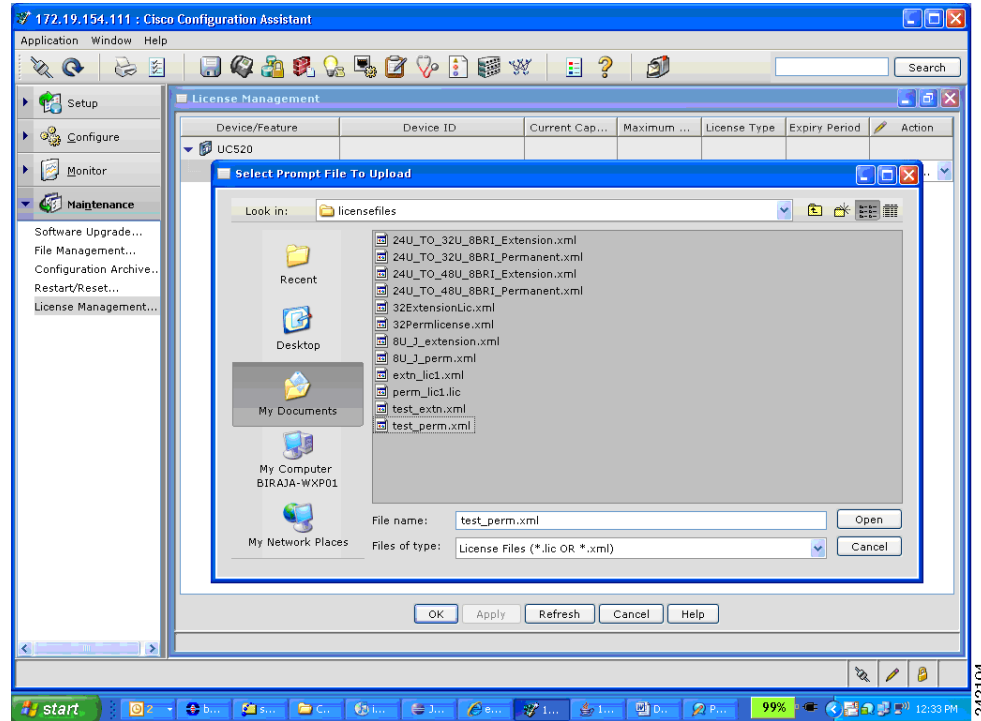 172.19.154.111 : Cisco Configuration Assistant
Application Window Help
Search
Setup
Configure
Monitor
Maintenance
Software Upgrade...
File Management...
Configuration Archive..
Restart/Reset...
License Management...
License Management
Device/Feature Device ID Current Cap... Maximum ... License Type Expiry Period Action
UC520
Select Prompt File To Upload
Look in: licensefiles
Recent
Desktop
My Documents
My Computer
BIRAJA-WXP01
My Network Places
24U_TO_32U_8BRI_Extension.xml
24U_TO_32U_8BRI_Permanent.xml
24U_TO_48U_8BRI_Extension.xml
24U_TO_48U_8BRI_Permanent.xml
32ExtensionLic.xml
32Permlicense.xml
8U_J_extension.xml
8U_J_perm.xml
extn_lic1.xml
perm_lic1.lic
test_extn.xml
test_perm.xml
File name: test_perm.xml Open
Files of type: License Files (*.lic OR *.xml) Cancel
OK Apply Refresh Cancel Help
start 2 b... s... C... i... J... e... 1... 1... D... P... 99% 12:33 PM